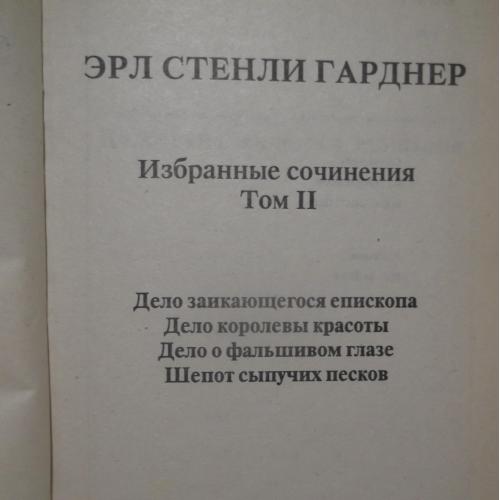 ЭРЛ СТЕНЛИ ГАРДНЕР
Избранные сочинения
Том II
Дело заикающегося епископа
Дело королевы красоты
Дело о фальшивом глазе
Шепот сыпучих песков